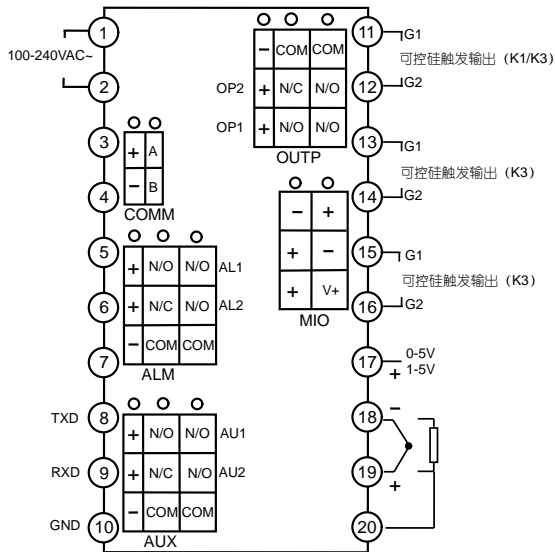 1
100-240VAC~
2
3
4
5
6
7
TXD 8
RXD 9
GND 10
− COM COM
OP2 + N/C N/O
OP1 + N/O N/O
OUTP
+ A
− B
COMM
− +
+ −
+ V+
MIO
+ N/O N/O AL1
+ N/C N/O AL2
− COM COM
ALM
+ N/O N/O AU1
+ N/C N/O AU2
− COM COM
AUX
11 G1
可控硅触发输出 (K1/K3)
12 G2
13 G1
可控硅触发输出 (K3)
14 G2
15 G1
可控硅触发输出 (K3)
16 G2
17 0-5V
+ 1-5V
18 −
19 +
20